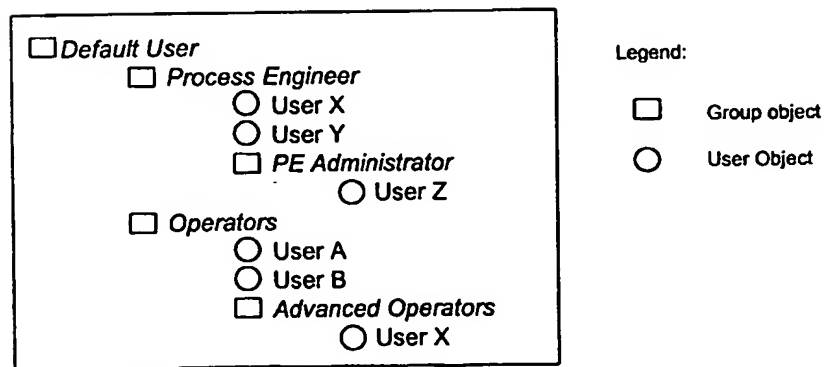 Default User
Process Engineer
User X
User Y
PE Administrator
User Z
Operators
User A
User B
Advanced Operators
User X
Legend:
Group object
User Object